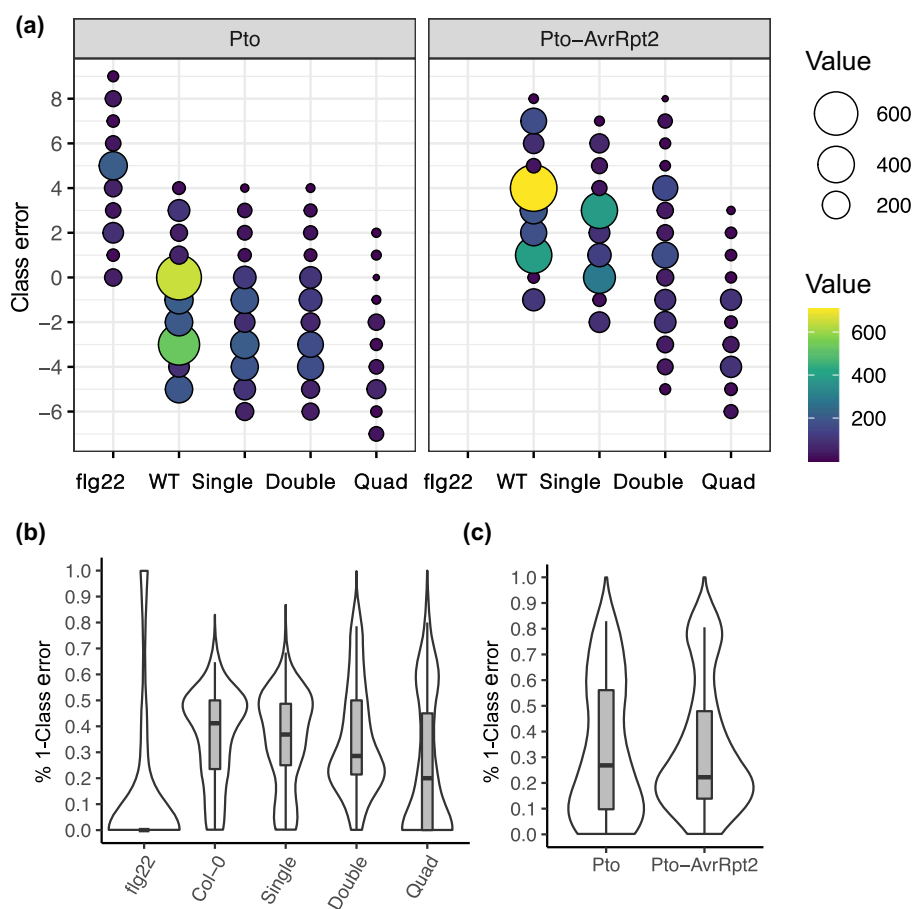 (a)
Pto
Pto−AvrRpt2
Class error
8
6
4
2
0
−2
−4
−6
flg22 WT Single Double Quad
flg22 WT Single Double Quad
Value
600
400
200
Value
600
400
200
(b)
% 1-Class error
1.0
0.9
0.8
0.7
0.6
0.5
0.4
0.3
0.2
0.1
0.0
flg22 Col-0 Single Double Quad
(c)
% 1-Class error
1.0
0.9
0.8
0.7
0.6
0.5
0.4
0.3
0.2
0.1
0.0
Pto Pto−AvrRpt2